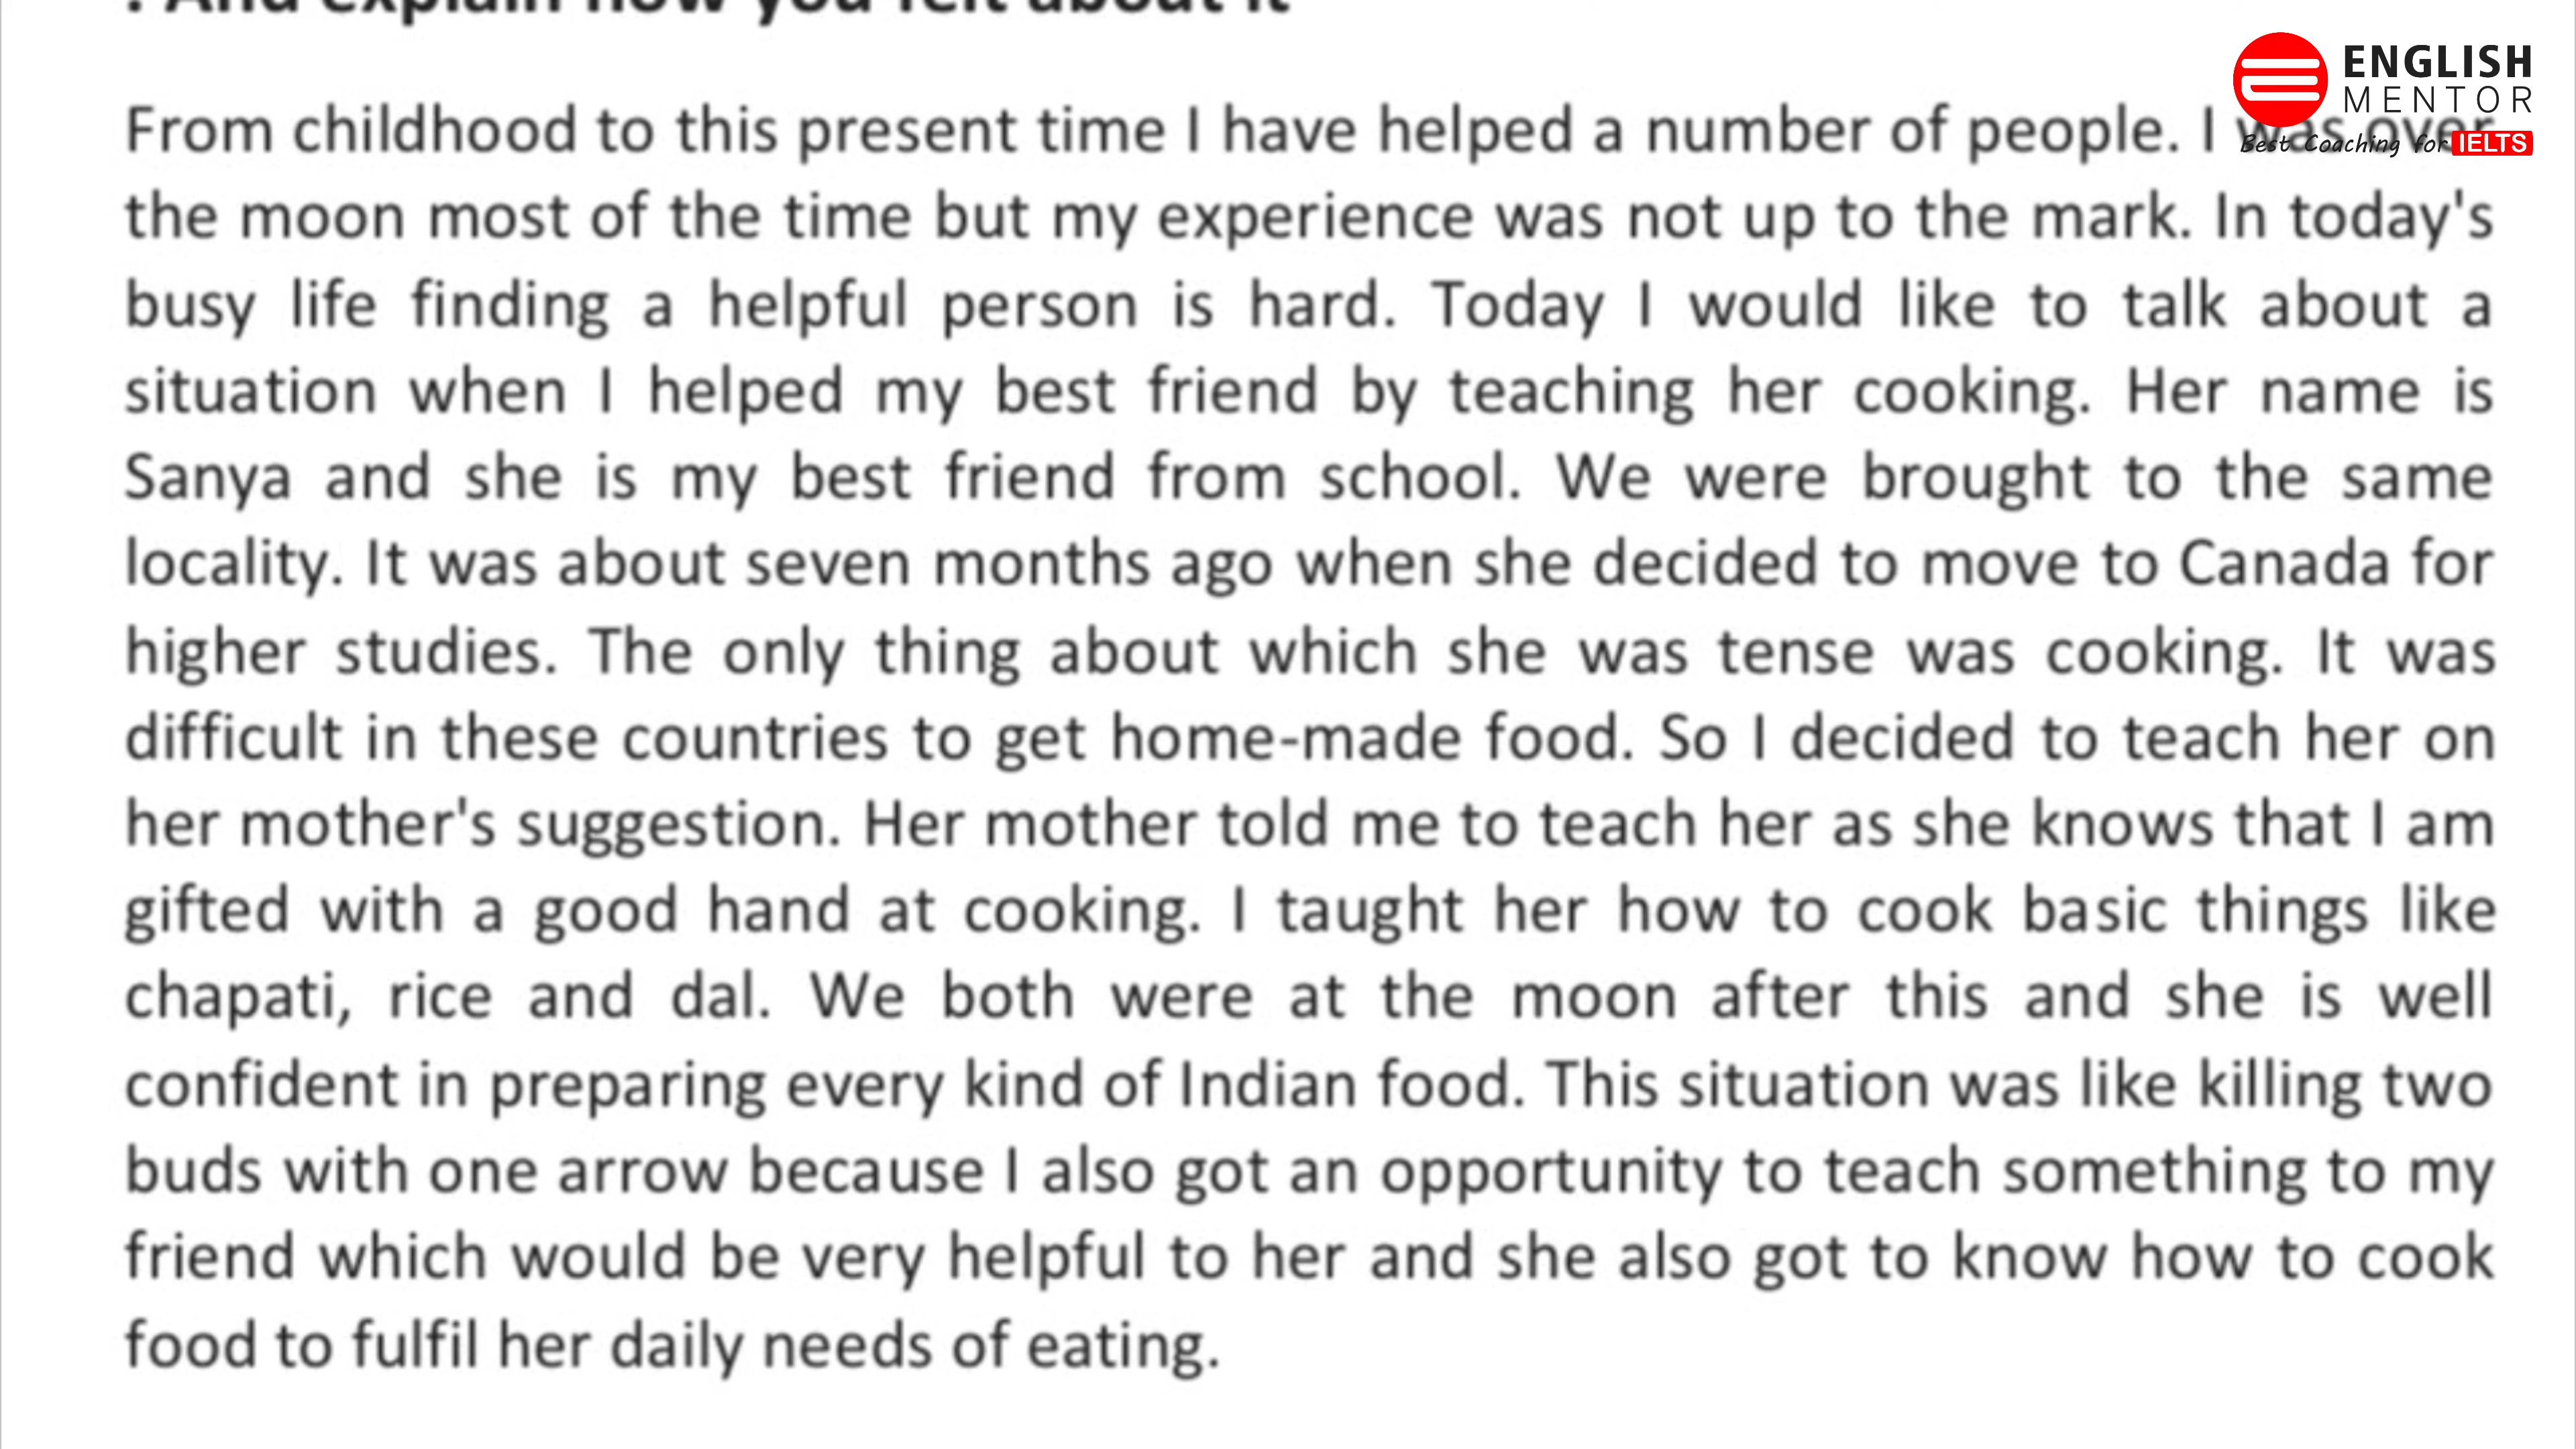 : And explain how you felt about it
ENGLISH
MENTOR
Best Coaching for IELTS
From childhood to this present time I have helped a number of people. I was over
the moon most of the time but my experience was not up to the mark. In today's
busy life finding a helpful person is hard. Today I would like to talk about a
situation when I helped my best friend by teaching her cooking. Her name is
Sanya and she is my best friend from school. We were brought to the same
locality. It was about seven months ago when she decided to move to Canada for
higher studies. The only thing about which she was tense was cooking. It was
difficult in these countries to get home-made food. So I decided to teach her on
her mother's suggestion. Her mother told me to teach her as she knows that I am
gifted with a good hand at cooking. I taught her how to cook basic things like
chapati, rice and dal. We both were at the moon after this and she is well
confident in preparing every kind of Indian food. This situation was like killing two
buds with one arrow because I also got an opportunity to teach something to my
friend which would be very helpful to her and she also got to know how to cook
food to fulfil her daily needs of eating.